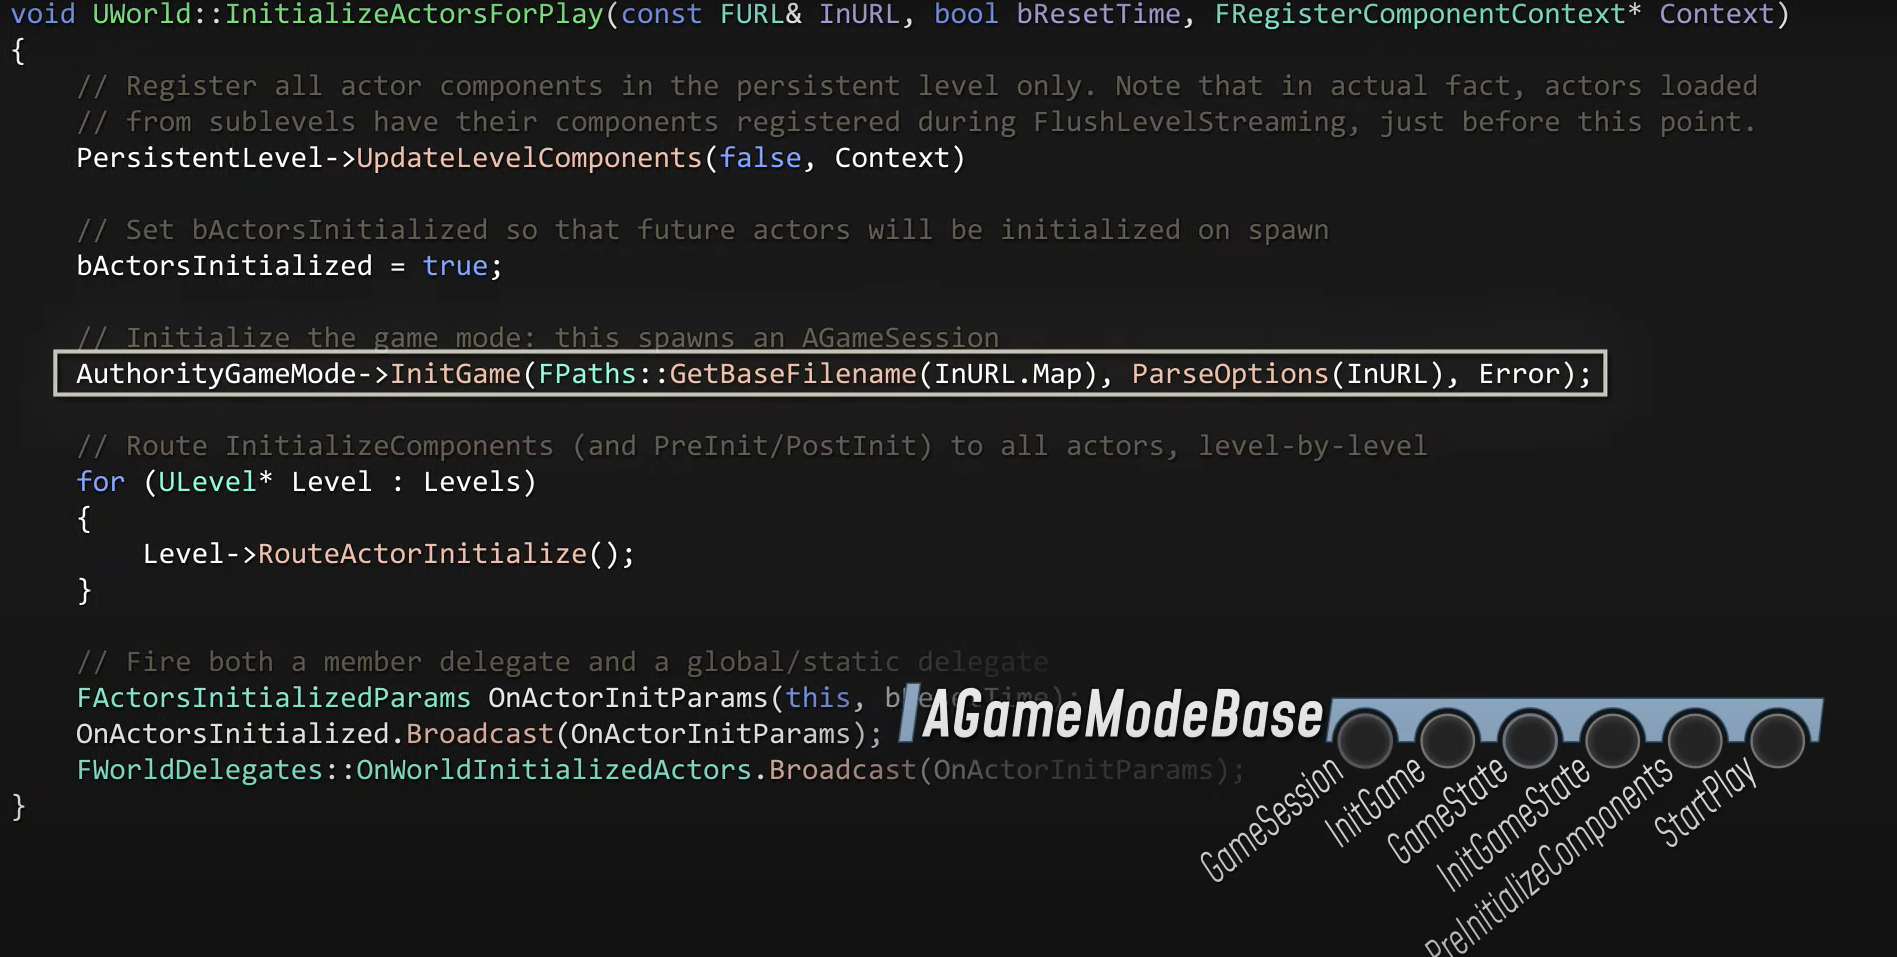 void UWorld::InitializeActorsForPlay(const FURL& InURL, bool bResetTime, FRegisterComponentContext* Context)
{
    // Register all actor components in the persistent level only. Note that in actual fact, actors loaded
    // from sublevels have their components registered during FlushLevelStreaming, just before this point.
    PersistentLevel->UpdateLevelComponents(false, Context)
    // Set bActorsInitialized so that future actors will be initialized on spawn
    bActorsInitialized = true;
    // Initialize the game mode: this spawns an AGameSession
    AuthorityGameMode->InitGame(FPaths::GetBaseFilename(InURL.Map), ParseOptions(InURL), Error);
    // Route InitializeComponents (and PreInit/PostInit) to all actors, level-by-level
    for (ULevel* Level : Levels)
    {
        Level->RouteActorInitialize();
    }
    // Fire both a member delegate and a global/static delegate
    FActorsInitializedParams OnActorInitParams(this, bResetTime);
    OnActorsInitialized.Broadcast(OnActorInitParams);
    FWorldDelegates::OnWorldInitializedActors.Broadcast(OnActorInitParams);
}
AGameModeBase
GameSession
InitGame
GameState
InitGameState
PreInitializeComponents
StartPlay